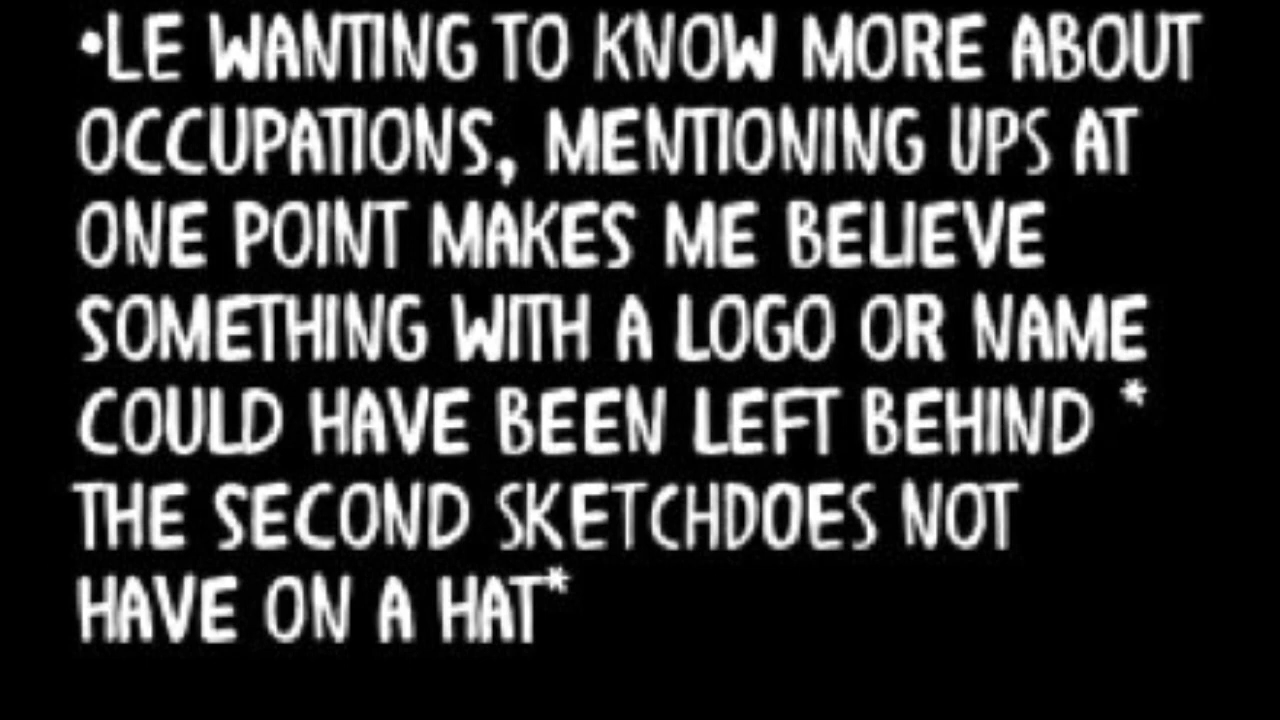 •LE WANTING TO KNOW MORE ABOUT
OCCUPATIONS, MENTIONING UPS AT
ONE POINT MAKES ME BELIEVE
SOMETHING WITH A LOGO OR NAME
COULD HAVE BEEN LEFT BEHIND *
THE SECOND SKETCHDOES NOT
HAVE ON A HAT*